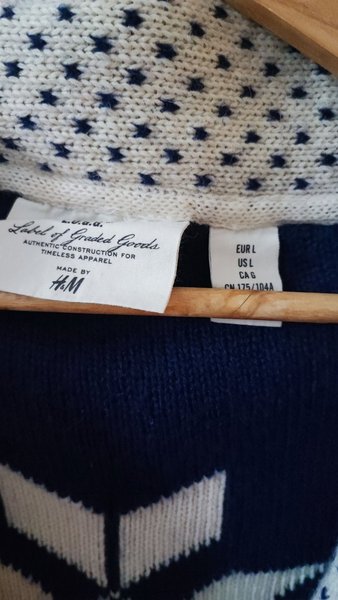 L.O.G.G.
Label of Graded Goods
AUTHENTIC CONSTRUCTION FOR
TIMELESS APPAREL
MADE BY
H&M
EUR L
US L
CA G
CN 175/104A